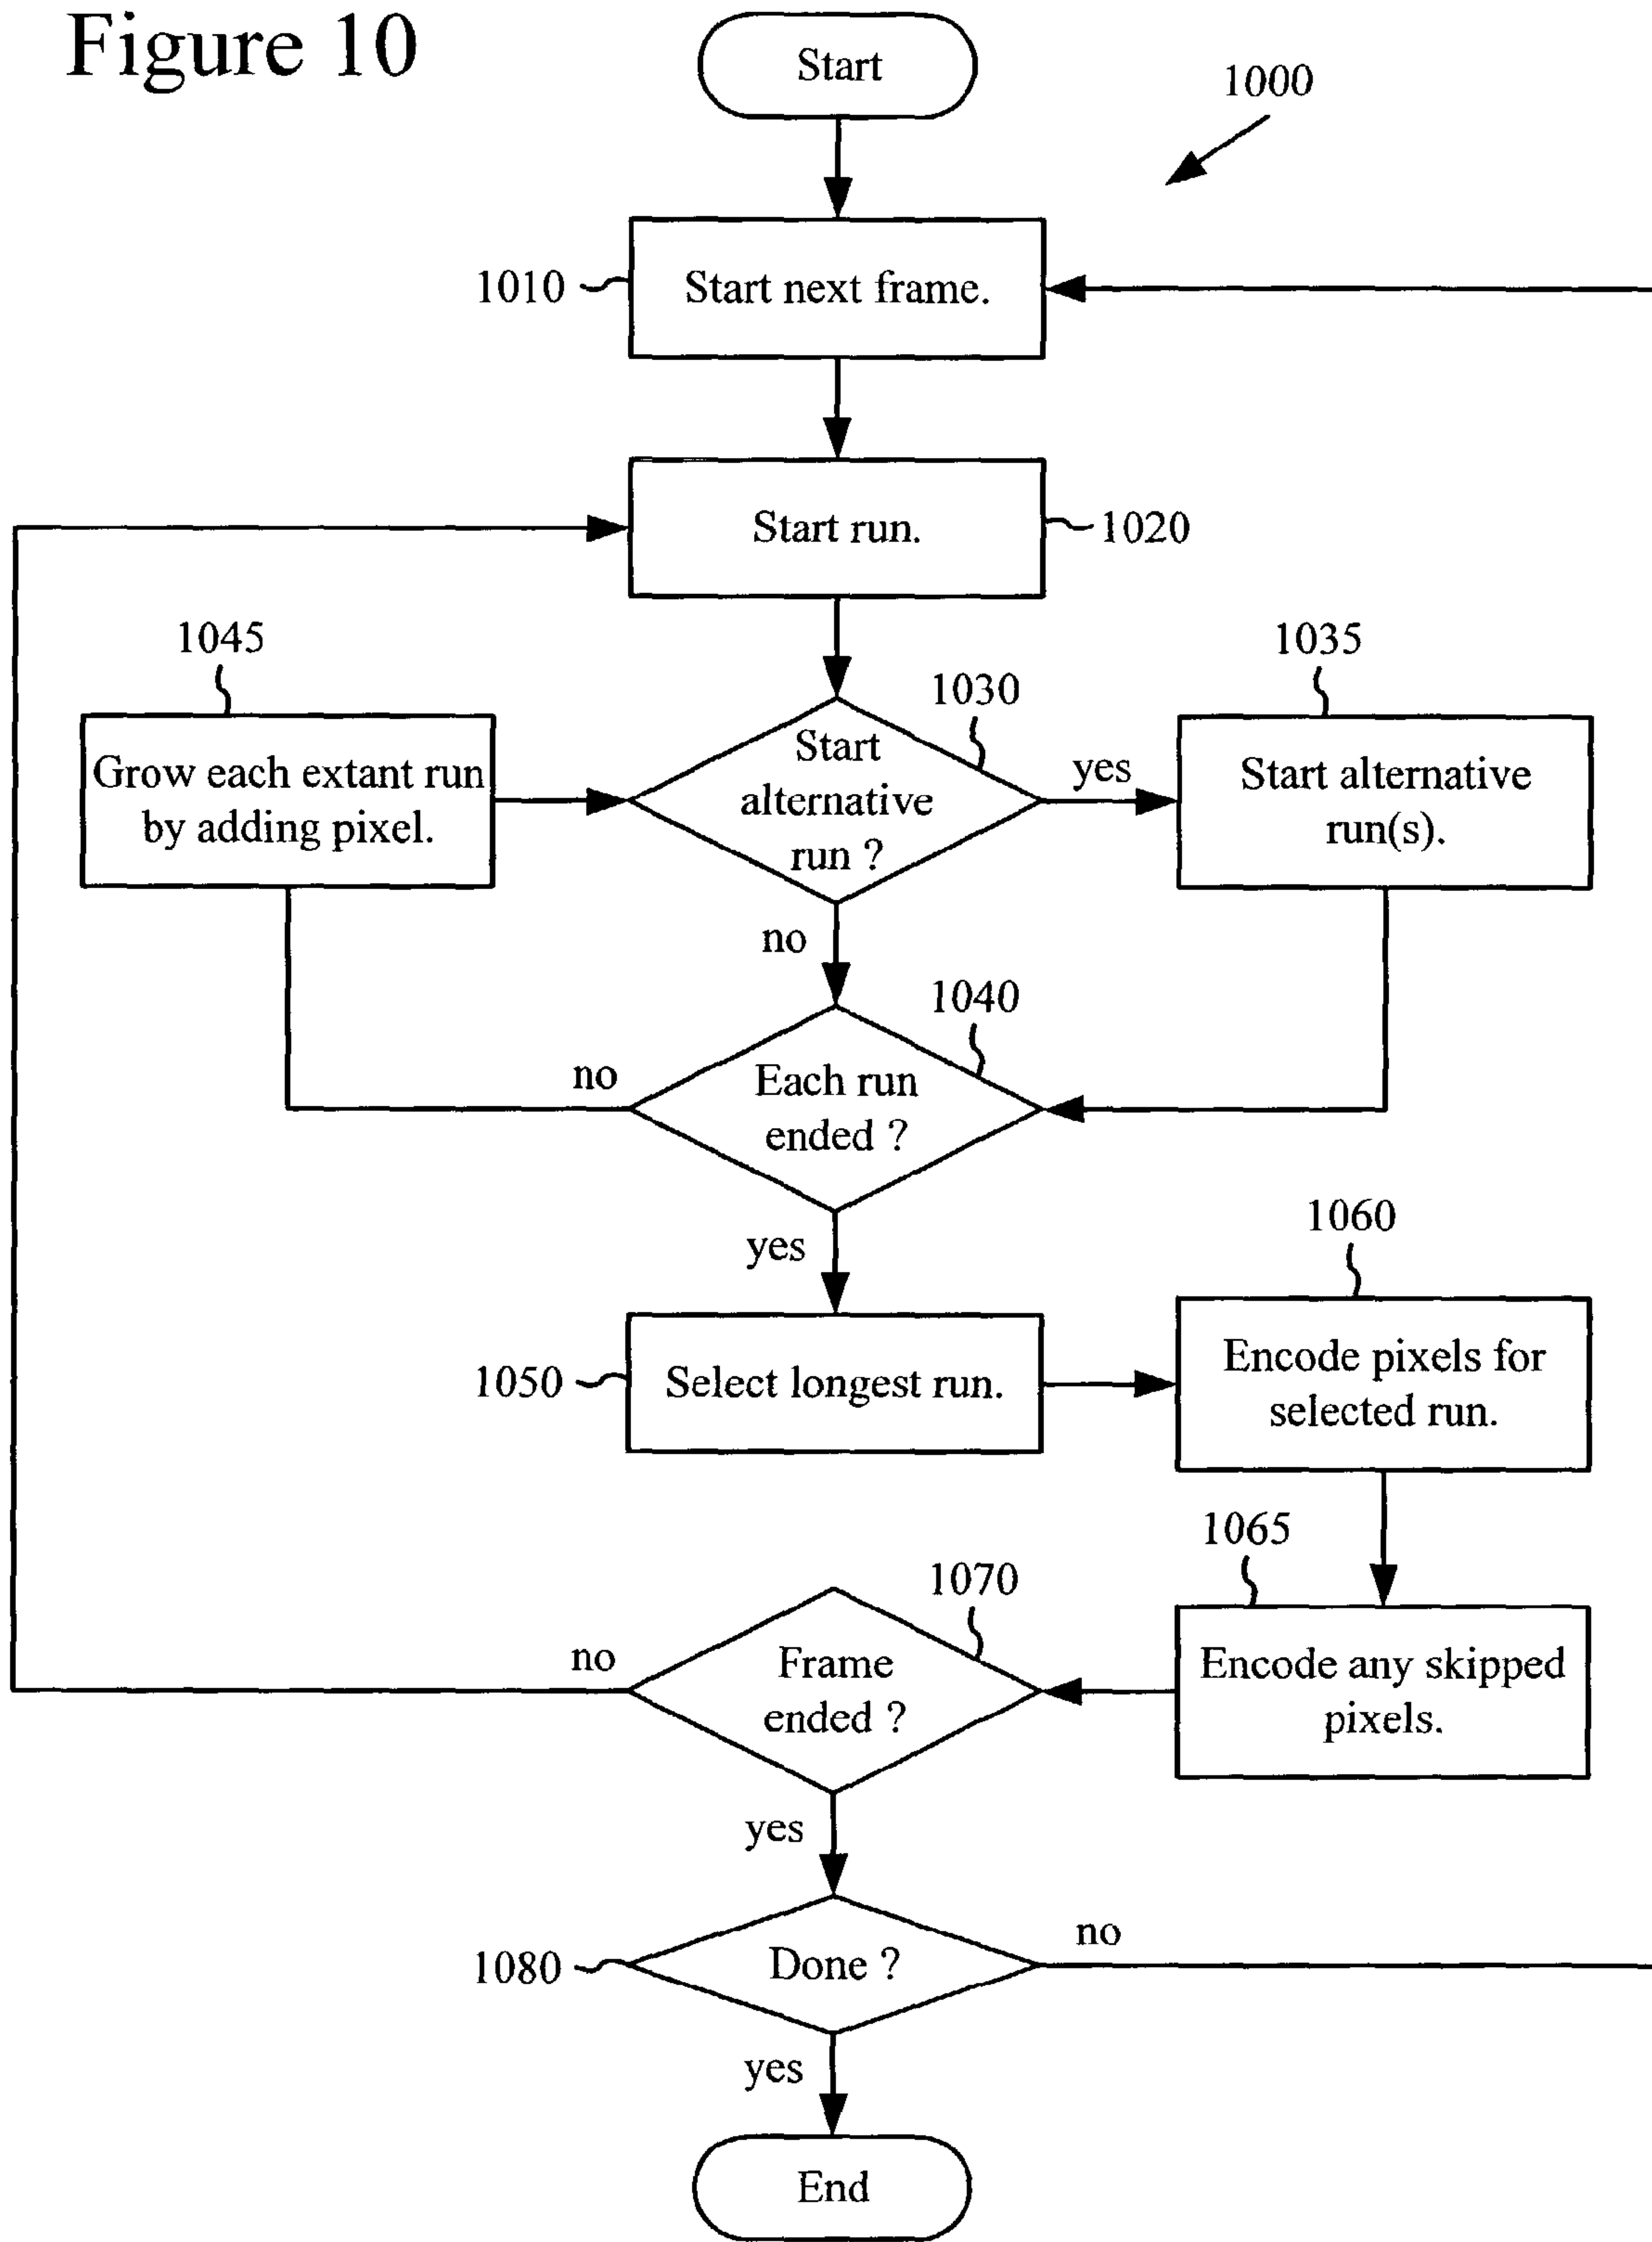 Figure 10
Start
1000
1010
Start next frame.
Start run.
1020
1045
1030
1035
Grow each extant run
by adding pixel.
Start
alternative
run ?
yes
Start alternative
run(s).
no
1040
no
Each run
ended ?
yes
1060
1050
Select longest run.
Encode pixels for
selected run.
1065
1070
no
Frame
ended ?
Encode any skipped
pixels.
yes
no
1080
Done ?
yes
End